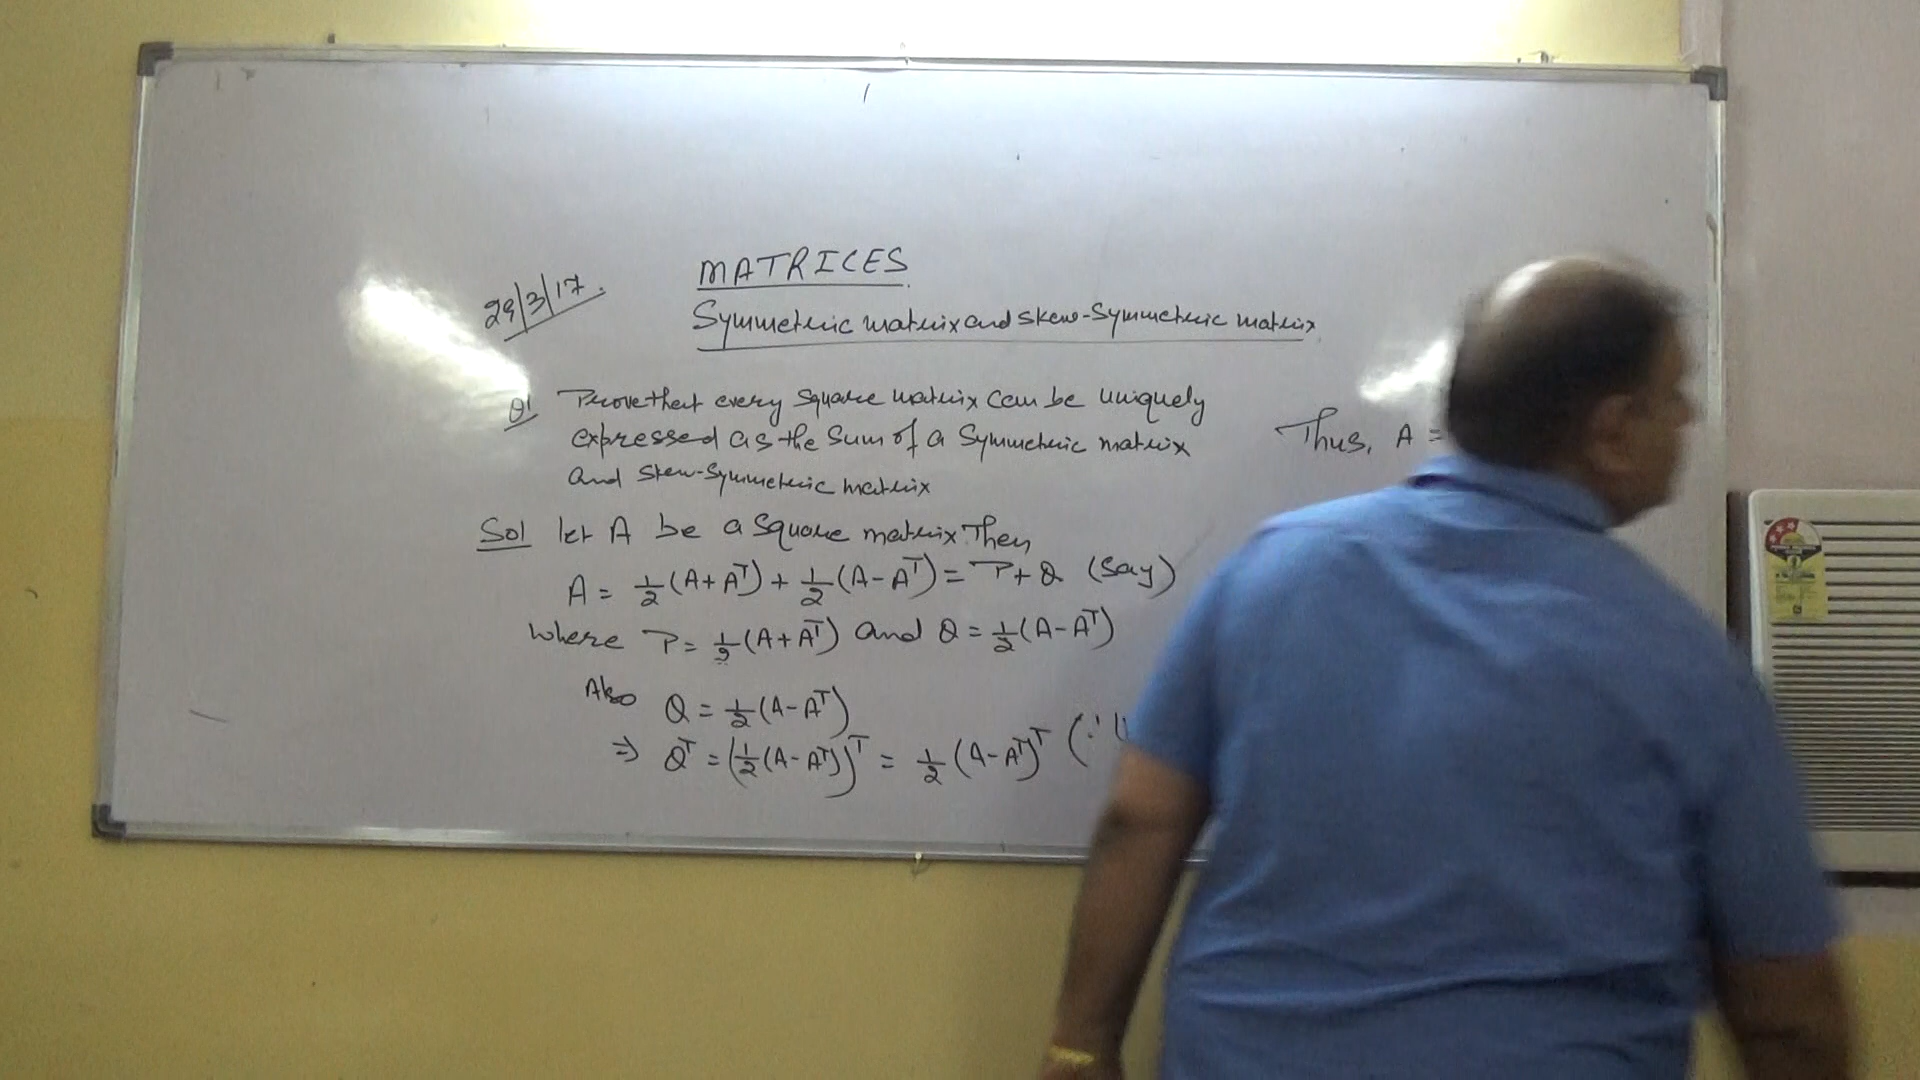 29/3/17.
MATRICES
Symmetric matrix and skew-Symmetric matrix
Q1 Prove that every square matrix can be uniquely
expressed as the sum of a symmetric matrix
and skew-symmetric matrix
Sol let A be a square matrix. Then
A = 1/2 (A + A^T) + 1/2 (A - A^T) = P + Q (say)
where P = 1/2 (A + A^T) and Q = 1/2 (A - A^T)
Also Q = 1/2 (A - A^T)
⇒ Q^T = (1/2 (A - A^T))^T = 1/2 (A - A^T)^T (∵
Thus, A =